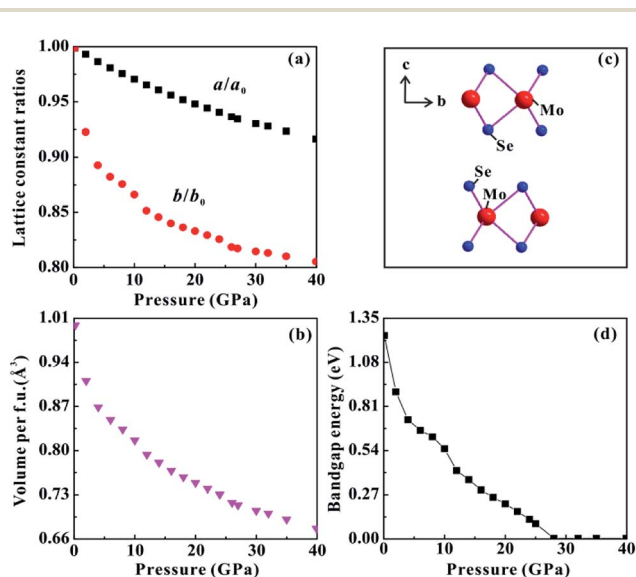 (a)
1.00
0.95
0.90
0.85
0.80
Lattice constant ratios
a/a₀
b/b₀
0 10 20 30 40
Pressure (GPa)
(c)
c
b
Mo
Se
Se
Mo
(b)
1.01
0.94
0.87
0.80
0.73
0.66
Volume per f.u.(Å³)
0 10 20 30 40
Pressure (GPa)
(d)
1.35
1.08
0.81
0.54
0.27
0.00
Bandgap energy (eV)
0 10 20 30 40
Pressure (GPa)